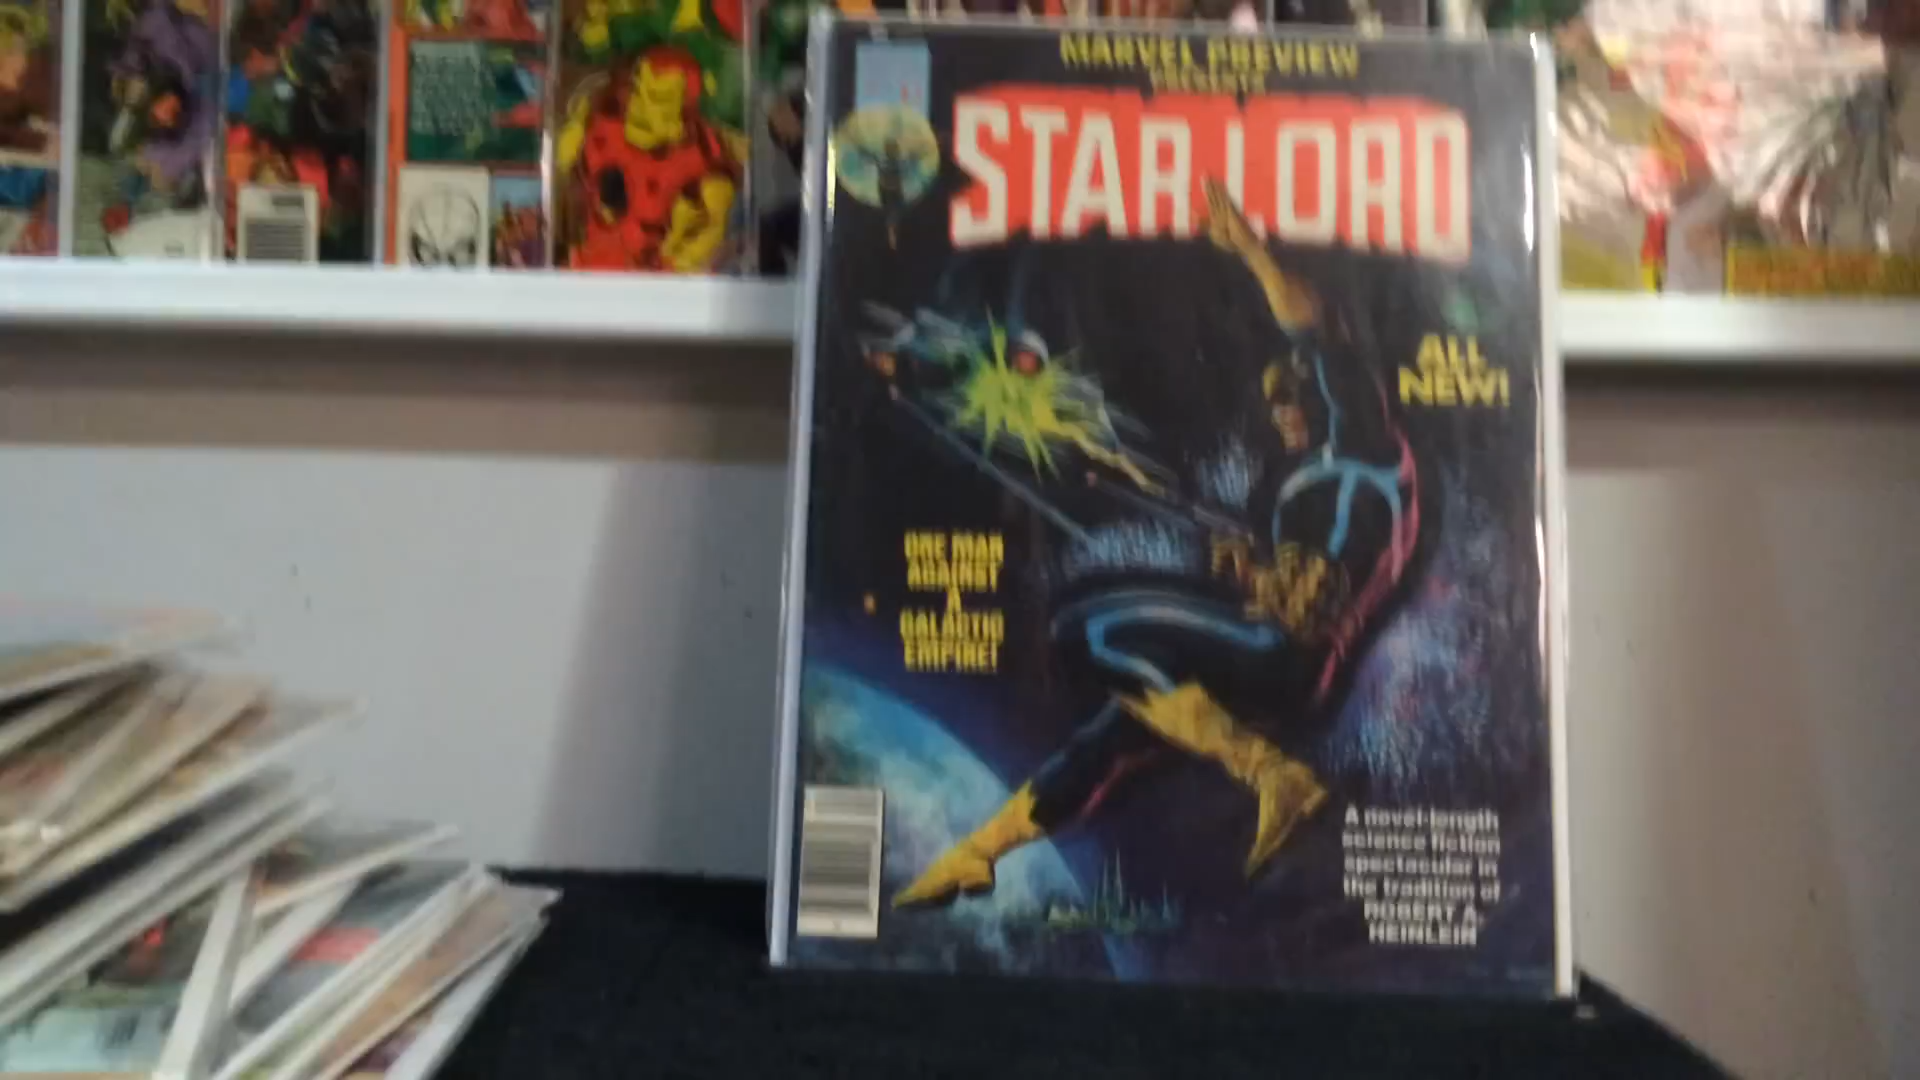 MARVEL PREVIEW
PRESENTS
STAR-LORD
ALL
NEW!
ONE MAN
AGAINST
A
GALACTIC
EMPIRE!
A novel-length
science fiction
spectacular in
the tradition of
ROBERT A.
HEINLEIN